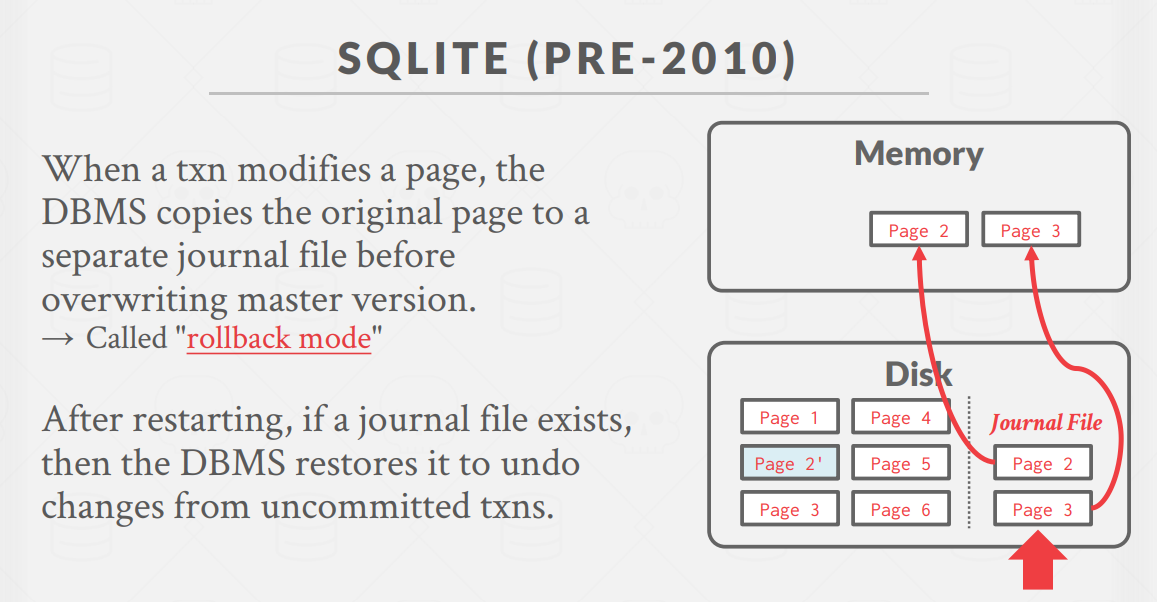 SQLITE (PRE-2010)
When a txn modifies a page, the
DBMS copies the original page to a
separate journal file before
overwriting master version.
→ Called "rollback mode"
After restarting, if a journal file exists,
then the DBMS restores it to undo
changes from uncommitted txns.
Memory
Page 2 Page 3
Disk
Journal File
Page 1 Page 4
Page 2' Page 5 Page 2
Page 3 Page 6 Page 3